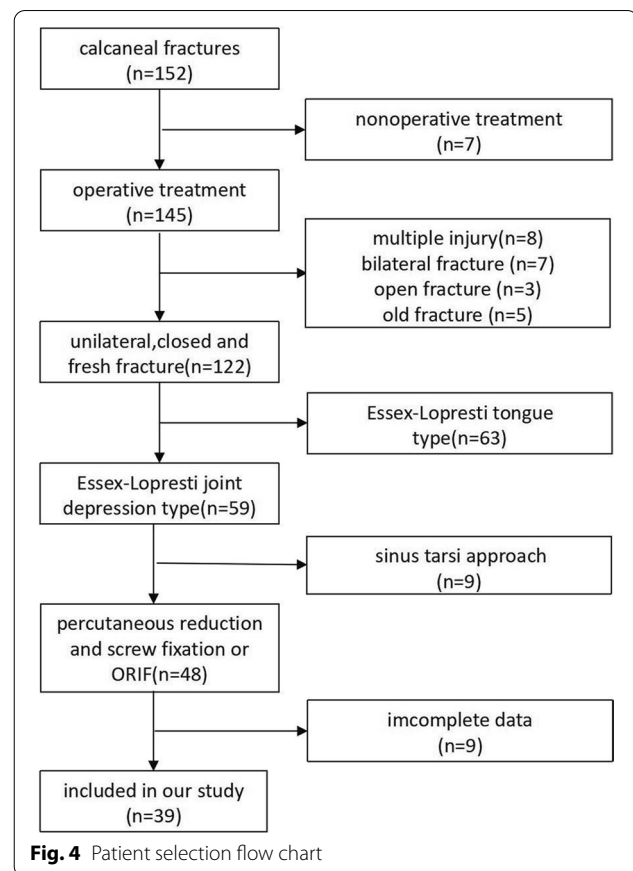 calcaneal fractures
(n=152)
nonoperative treatment
(n=7)
operative treatment
(n=145)
multiple injury(n=8)
bilateral fracture (n=7)
open fracture (n=3)
old fracture (n=5)
unilateral,closed and
fresh fracture(n=122)
Essex-Lopresti tongue
type(n=63)
Essex-Lopresti joint
depression type(n=59)
sinus tarsi approach
(n=9)
percutaneous reduction
and screw fixation or
ORIF(n=48)
imcomplete data
(n=9)
included in our study
(n=39)
Fig. 4 Patient selection flow chart